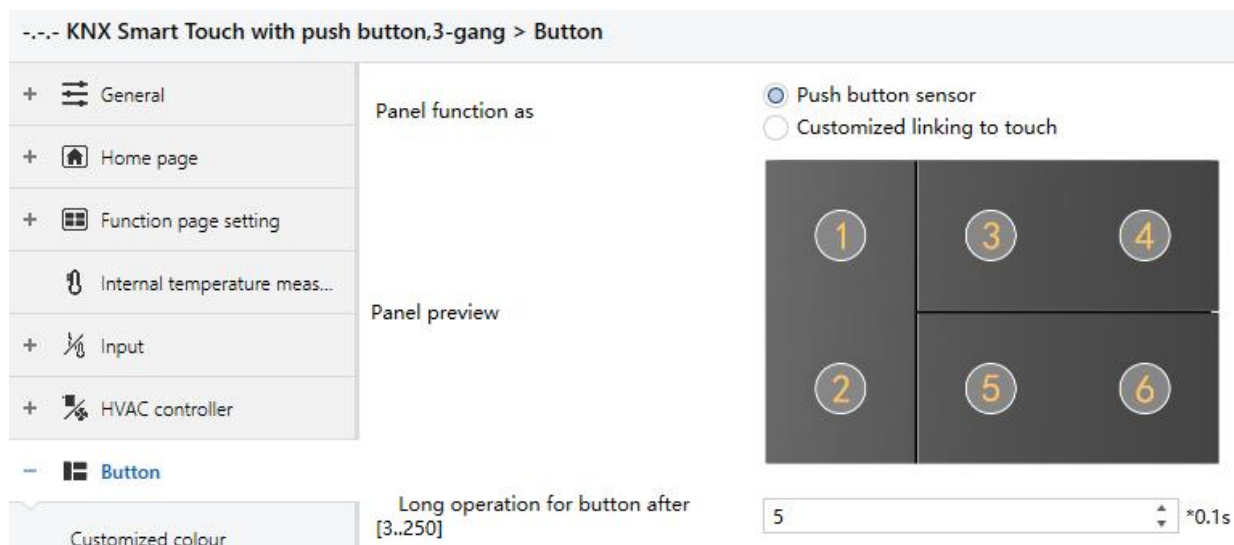 -.-.- KNX Smart Touch with push button,3-gang > Button
+ General
+ Home page
+ Function page setting
Internal temperature meas...
+ Input
+ HVAC controller
− Button
Customized colour
Panel function as
Push button sensor
Customized linking to touch
Panel preview
1 3 4
2 5 6
Long operation for button after
[3..250]
5 *0.1s